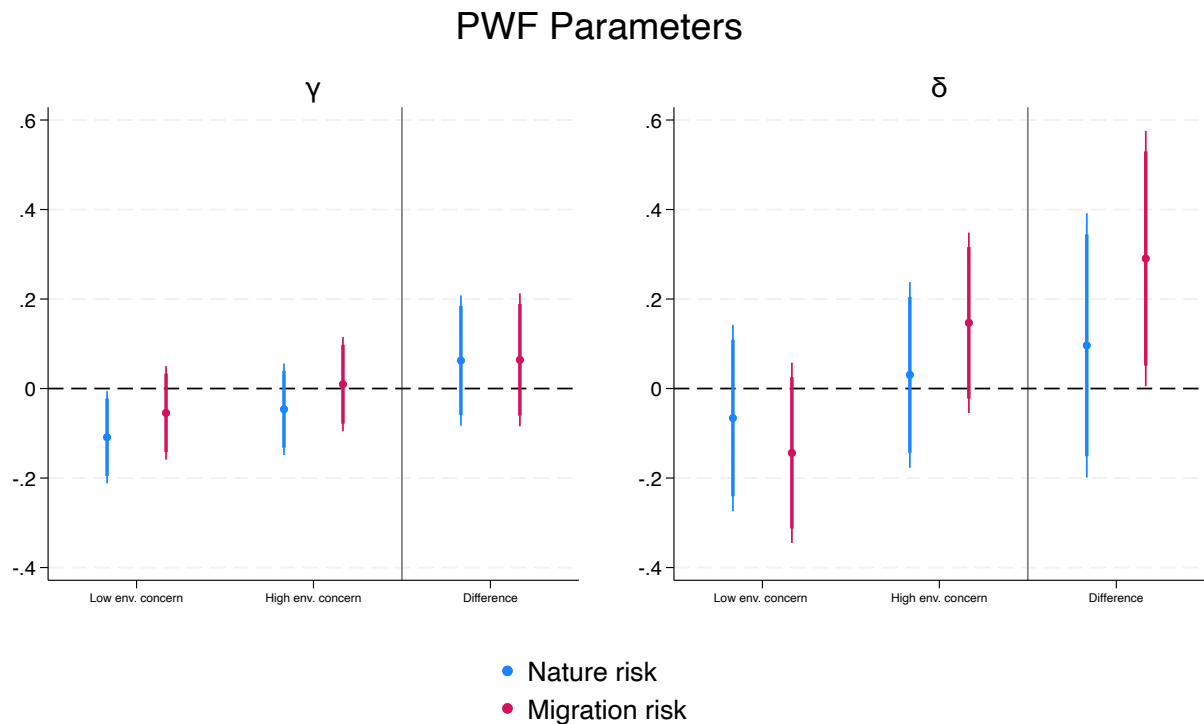 PWF Parameters
γ
.6
.4
.2
0
-.2
-.4
Low env. concern
High env. concern
Difference
δ
.6
.4
.2
0
-.2
-.4
Low env. concern
High env. concern
Difference
Nature risk
Migration risk